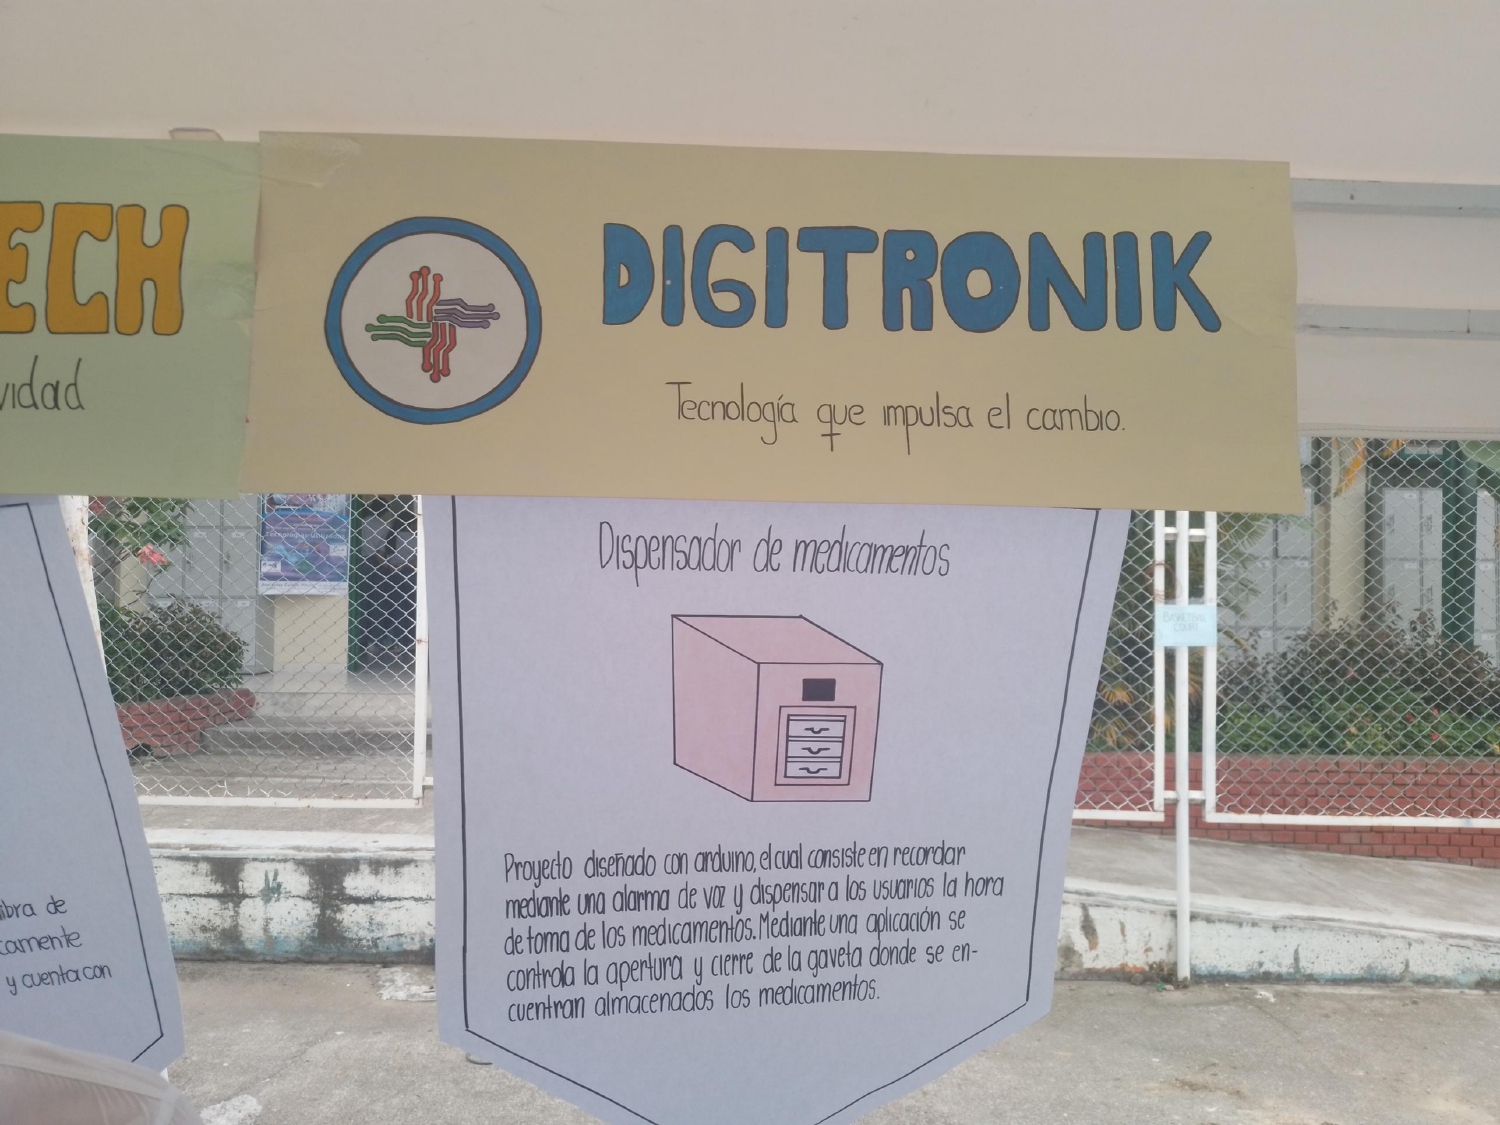 ECH
vidad
DIGITRONIK
Tecnología que impulsa el cambio.
Dispensador de medicamentos
Proyecto diseñado con arduino, el cual consiste en recordar
mediante una alarma de voz y dispensar a los usuarios la hora
de toma de los medicamentos. Mediante una aplicación se
controla la apertura y cierre de la gaveta donde se en-
cuentran almacenados los medicamentos.
ibra de
camente
y cuenta con
BASKETBALL
COURT